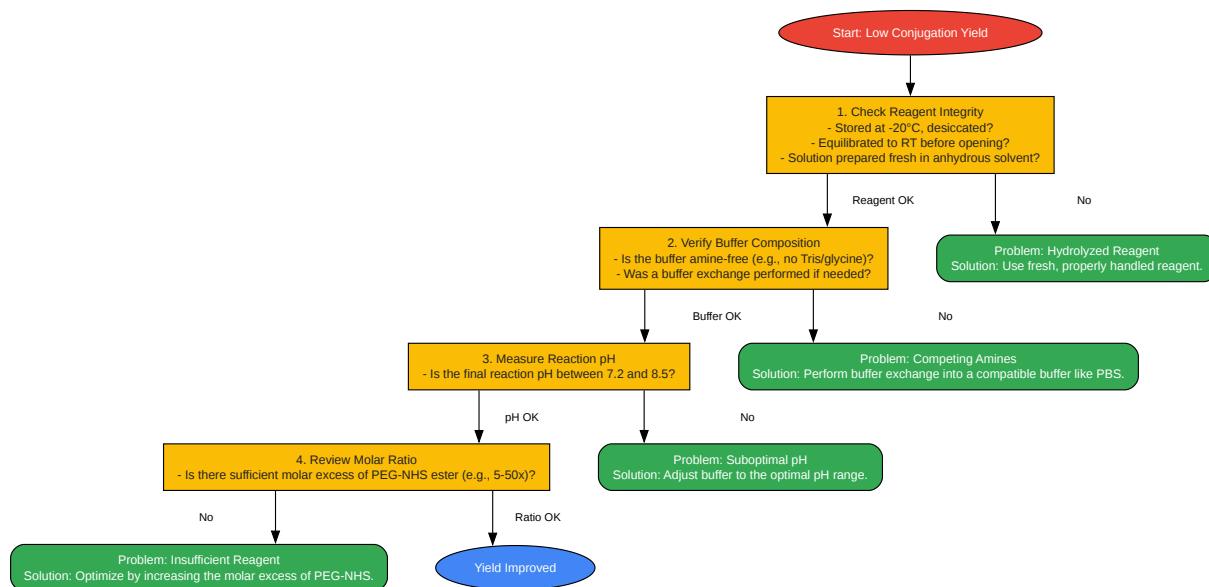 Start: Low Conjugation Yield
1. Check Reagent Integrity
- Stored at -20°C, desiccated?
- Equilibrated to RT before opening?
- Solution prepared fresh in anhydrous solvent?
Reagent OK
No
2. Verify Buffer Composition
- Is the buffer amine-free (e.g., no Tris/glycine)?
- Was a buffer exchange performed if needed?
Problem: Hydrolyzed Reagent
Solution: Use fresh, properly handled reagent.
Buffer OK
No
3. Measure Reaction pH
- Is the final reaction pH between 7.2 and 8.5?
Problem: Competing Amines
Solution: Perform buffer exchange into a compatible buffer like PBS.
pH OK
No
4. Review Molar Ratio
- Is there sufficient molar excess of PEG-NHS ester (e.g., 5-50x)?
Problem: Suboptimal pH
Solution: Adjust buffer to the optimal pH range.
No
Ratio OK
Problem: Insufficient Reagent
Solution: Optimize by increasing the molar excess of PEG-NHS.
Yield Improved